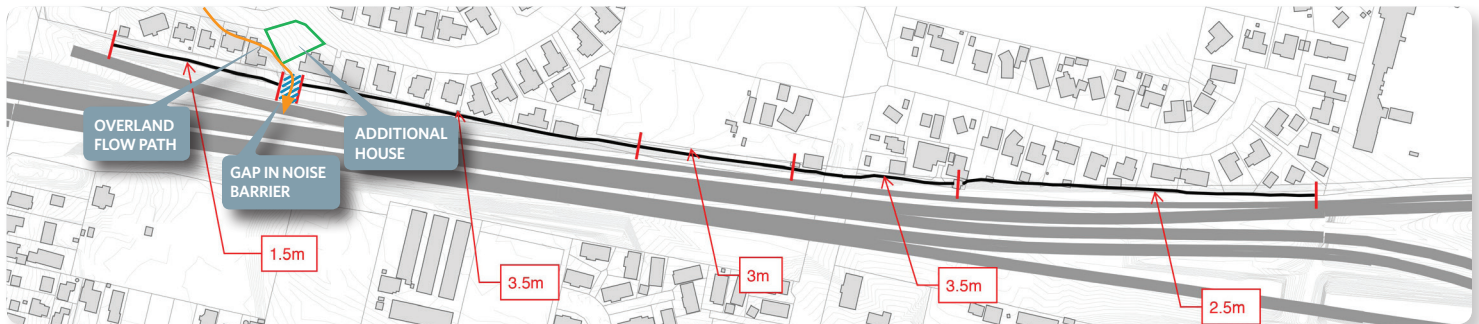 OVERLAND
FLOW PATH
GAP IN NOISE
BARRIER
ADDITIONAL
HOUSE
1.5m
3.5m
3m
3.5m
2.5m